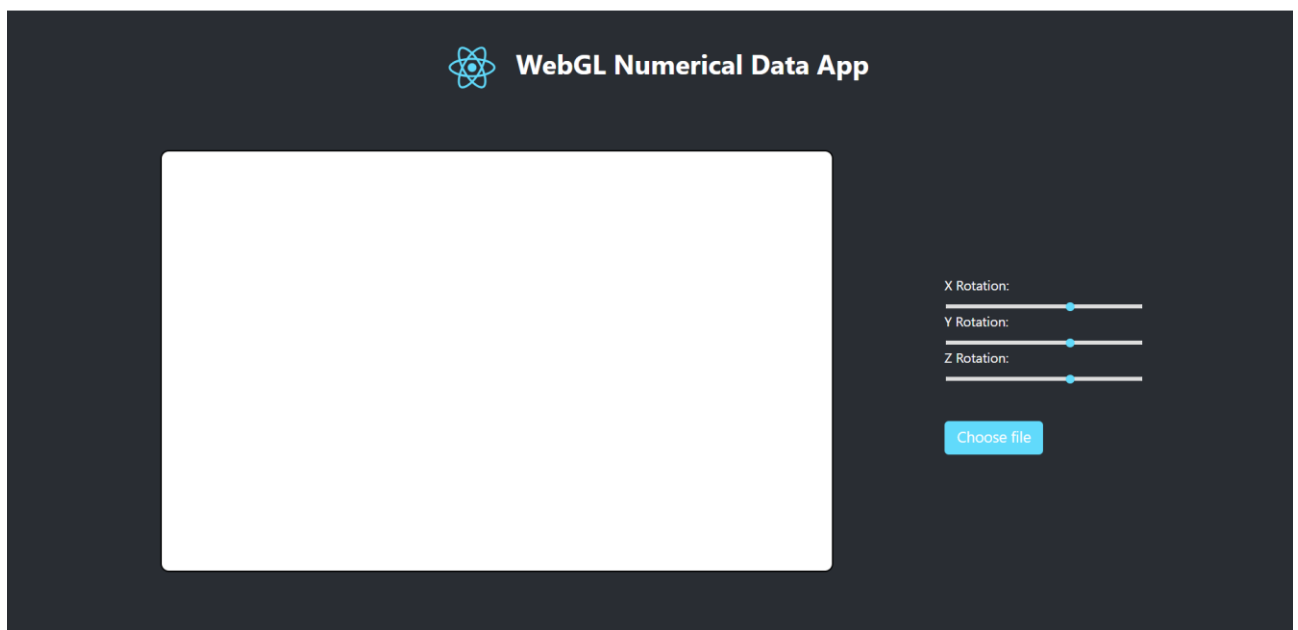 WebGL Numerical Data App
X Rotation:
Y Rotation:
Z Rotation:
Choose file